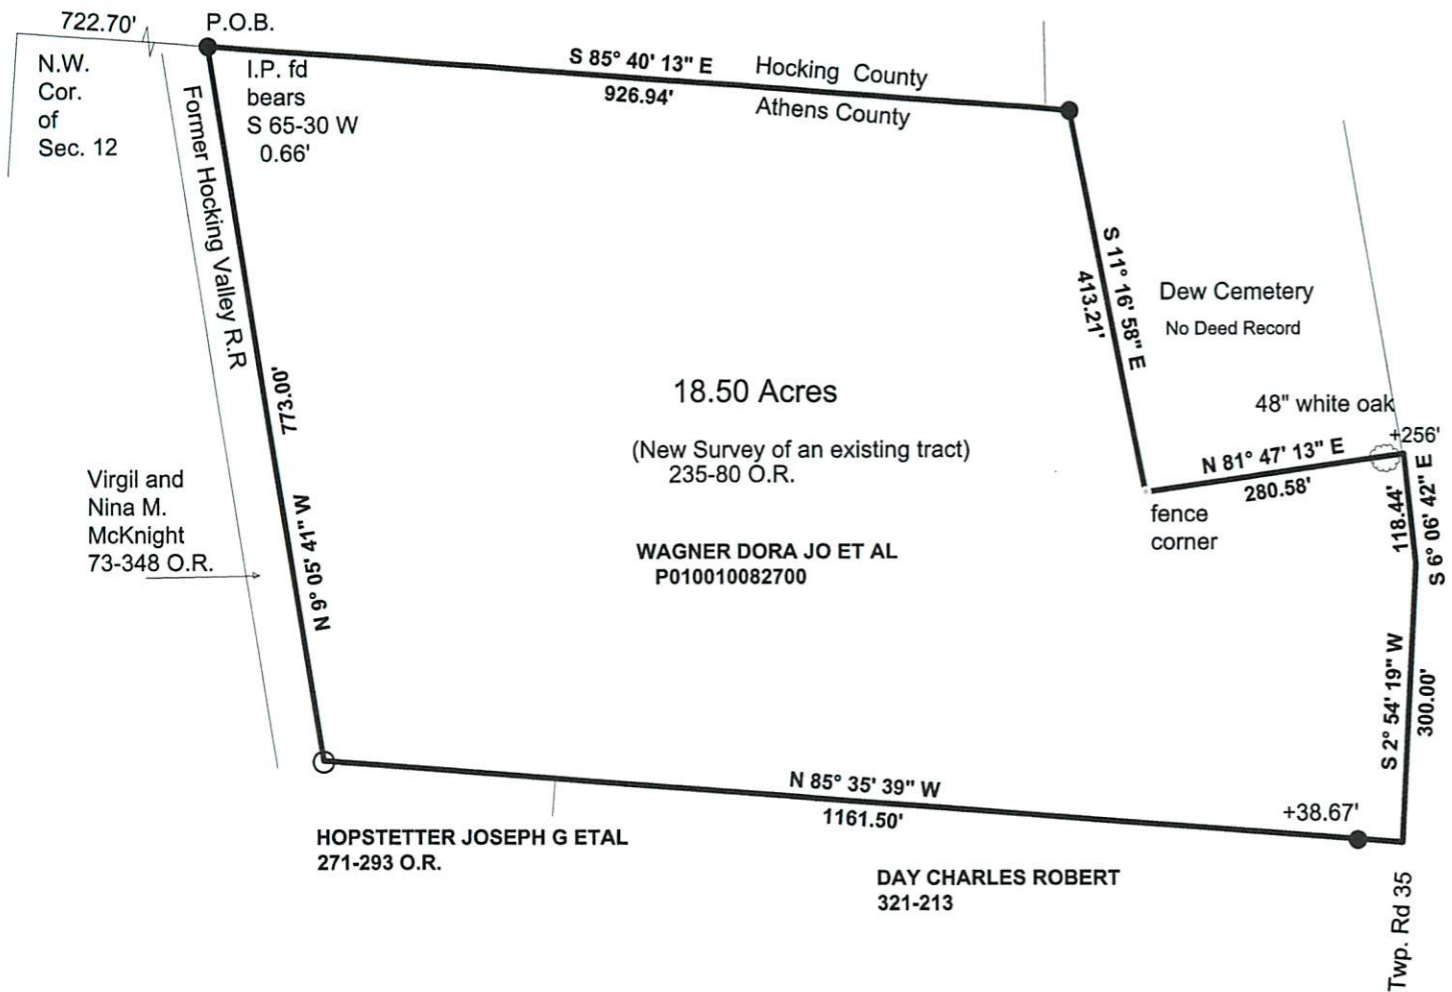 722.70'
P.O.B.
N.W.
Cor.
of
Sec. 12
I.P. fd
bears
S 65-30 W
0.66'
S 85° 40' 13" E
926.94'
Hocking County
Athens County
Former Hocking Valley R.R
S 11° 16' 58" E
413.21'
Dew Cemetery
No Deed Record
773.00'
N 9° 05' 41" W
18.50 Acres
(New Survey of an existing tract)
235-80 O.R.
48" white oak
+256'
N 81° 47' 13" E
280.58'
fence
corner
118.44'
S 6° 06' 42" E
Virgil and
Nina M.
McKnight
73-348 O.R.
WAGNER DORA JO ET AL
P010010082700
S 2° 54' 19" W
300.00'
N 85° 35' 39" W
1161.50'
+38.67'
HOPSTETTER JOSEPH G ETAL
271-293 O.R.
DAY CHARLES ROBERT
321-213
Twp. Rd 35